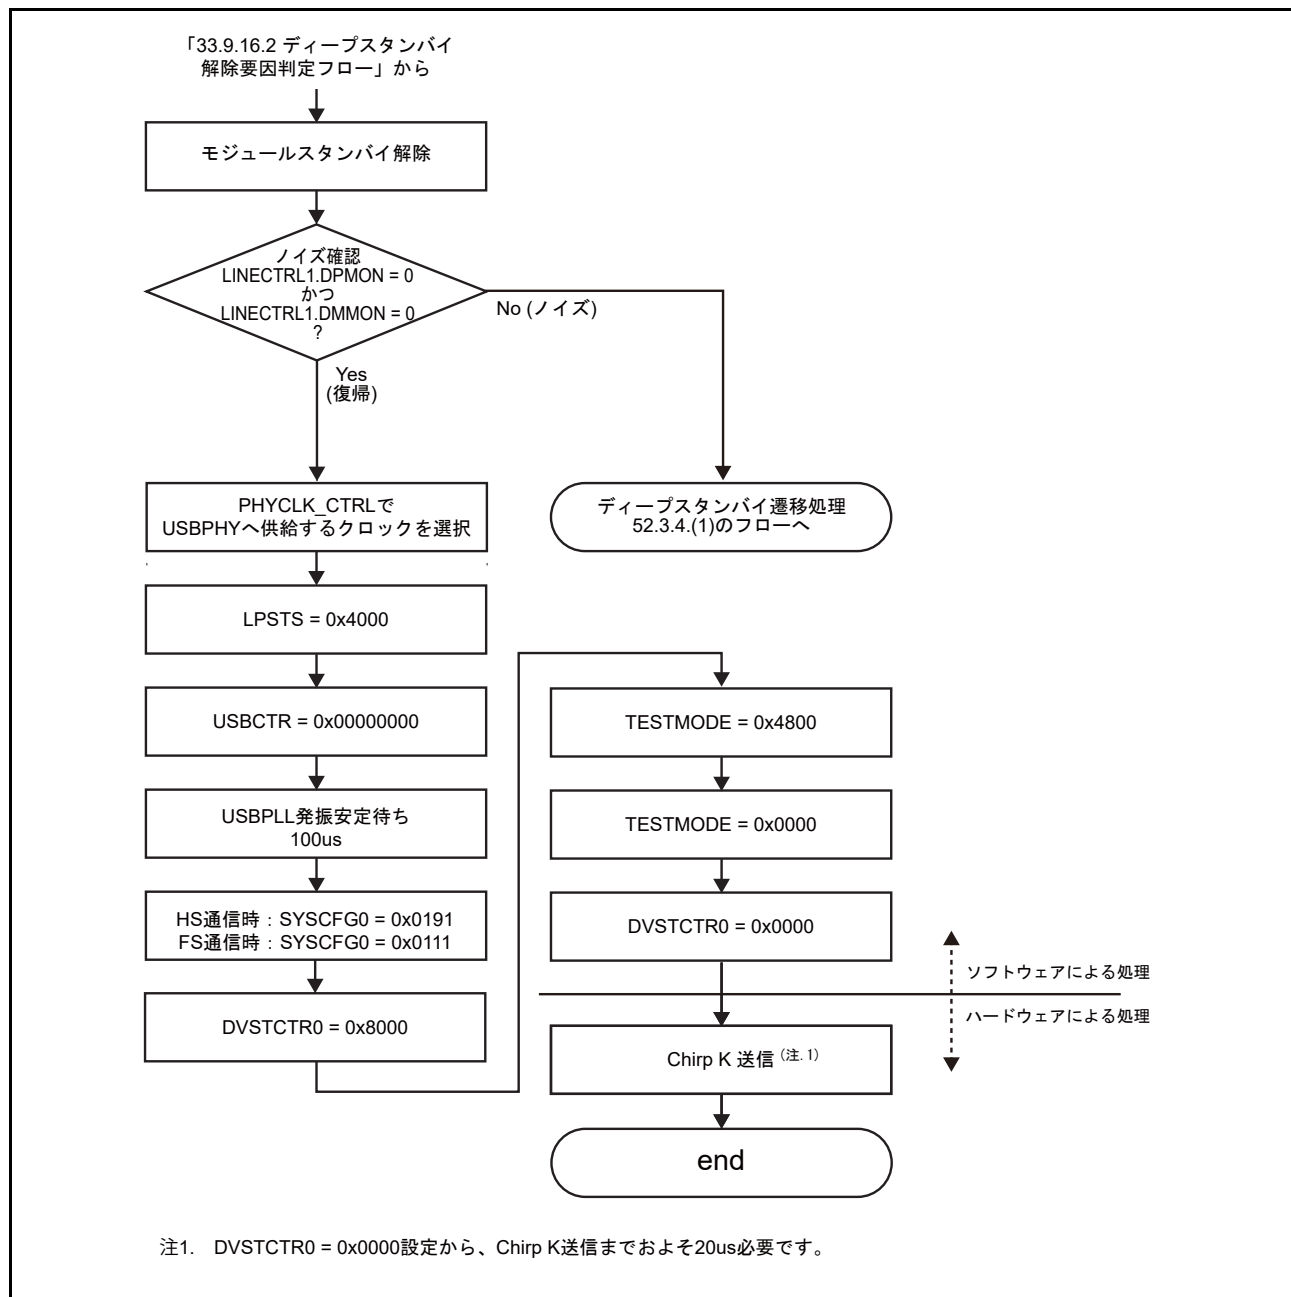 「33.9.16.2 ディープスタンバイ
解除要因判定フロー」から
モジュールスタンバイ解除
ノイズ確認
LINECTRL1.DPMON = 0
かつ
LINECTRL1.DMMON = 0
?
No (ノイズ)
Yes
(復帰)
PHYCLK_CTRLで
USBPHYへ供給するクロックを選択
ディープスタンバイ遷移処理
52.3.4.(1)のフローへ
LPSTS = 0x4000
USBCTR = 0x00000000
USBPLL発振安定待ち
100us
HS通信時：SYSCFG0 = 0x0191
FS通信時：SYSCFG0 = 0x0111
DVSTCTR0 = 0x8000
TESTMODE = 0x4800
TESTMODE = 0x0000
DVSTCTR0 = 0x0000
ソフトウェアによる処理
ハードウェアによる処理
Chirp K 送信 (注. 1)
end
注1. DVSTCTR0 = 0x0000設定から、Chirp K送信までおよそ20us必要です。